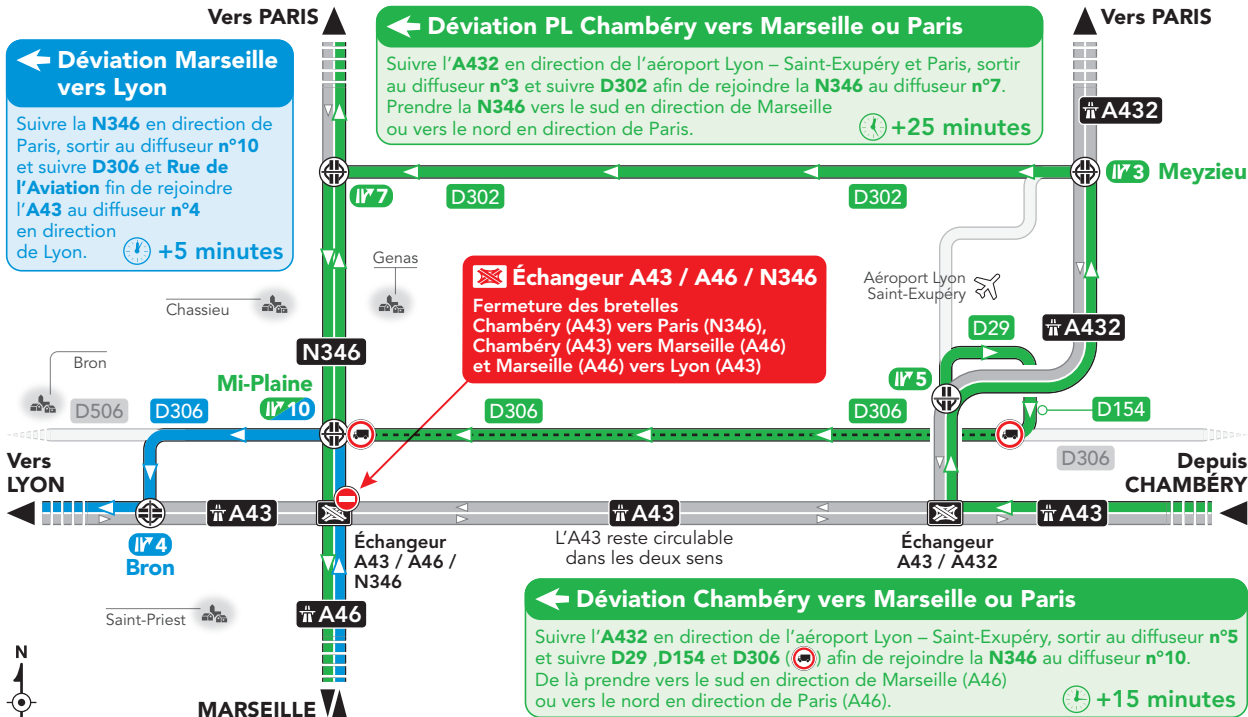 Vers PARIS
Vers PARIS
Déviation PL Chambéry vers Marseille ou Paris
Suivre l'A432 en direction de l'aéroport Lyon – Saint-Exupéry et Paris, sortir
au diffuseur n°3 et suivre D302 afin de rejoindre la N346 au diffuseur n°7.
Prendre la N346 vers le sud en direction de Marseille
ou vers le nord en direction de Paris.
+25 minutes
Déviation Marseille
vers Lyon
Suivre la N346 en direction de
Paris, sortir au diffuseur n°10
et suivre D306 et Rue de
l'Aviation fin de rejoindre
l'A43 au diffuseur n°4
en direction
de Lyon.
+5 minutes
A432
7
D302
D302
3 Meyzieu
Genas
Chassieu
Échangeur A43 / A46 / N346
Fermeture des bretelles
Chambéry (A43) vers Paris (N346),
Chambéry (A43) vers Marseille (A46)
et Marseille (A46) vers Lyon (A43)
Aéroport Lyon
Saint-Exupéry
D29
A432
N346
Bron
Mi-Plaine
10
5
D506
D306
D306
D306
D154
D306
Vers
LYON
Depuis
CHAMBÉRY
A43
A43
A43
4
Bron
Échangeur
A43 / A46 /
N346
L'A43 reste circulable
dans les deux sens
Échangeur
A43 / A432
Saint-Priest
A46
Déviation Chambéry vers Marseille ou Paris
Suivre l'A432 en direction de l'aéroport Lyon – Saint-Exupéry, sortir au diffuseur n°5
et suivre D29 ,D154 et D306 ( ) afin de rejoindre la N346 au diffuseur n°10.
De là prendre vers le sud en direction de Marseille (A46)
ou vers le nord en direction de Paris (A46).
+15 minutes
N
MARSEILLE